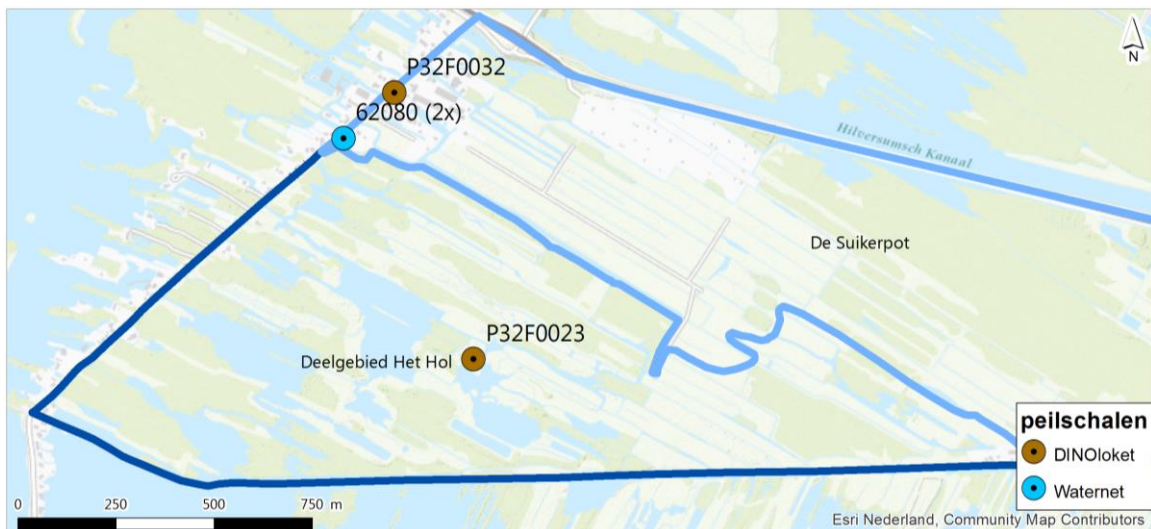 N
P32F0032
62080 (2x)
Hilversumsch Kanaal
De Suikerpot
P32F0023
Deelgebied Het Hol
peilschalen
DINOloket
Waternet
0 250 500 750 m
Esri Nederland, Community Map Contributors